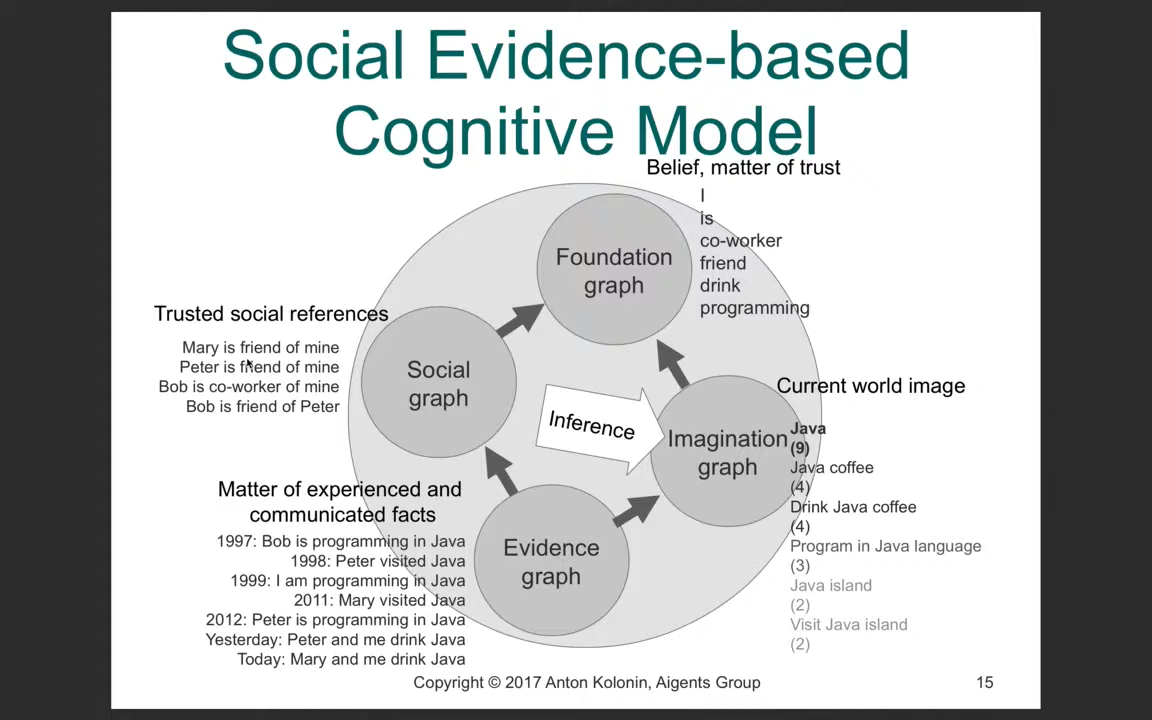 Social Evidence-based
Cognitive Model
Belief, matter of trust
I
is
co-worker
friend
drink
programming
Foundation
graph
Trusted social references
Mary is friend of mine
Peter is friend of mine
Bob is co-worker of mine
Bob is friend of Peter
Social
graph
Inference
Current world image
Imagination
graph
Java
(9)
Java coffee
(4)
Drink Java coffee
(4)
Program in Java language
(3)
Java island
(2)
Visit Java island
(2)
Matter of experienced and
communicated facts
1997: Bob is programming in Java
1998: Peter visited Java
1999: I am programming in Java
2011: Mary visited Java
2012: Peter is programming in Java
Yesterday: Peter and me drink Java
Today: Mary and me drink Java
Evidence
graph
Copyright © 2017 Anton Kolonin, Aigents Group
15